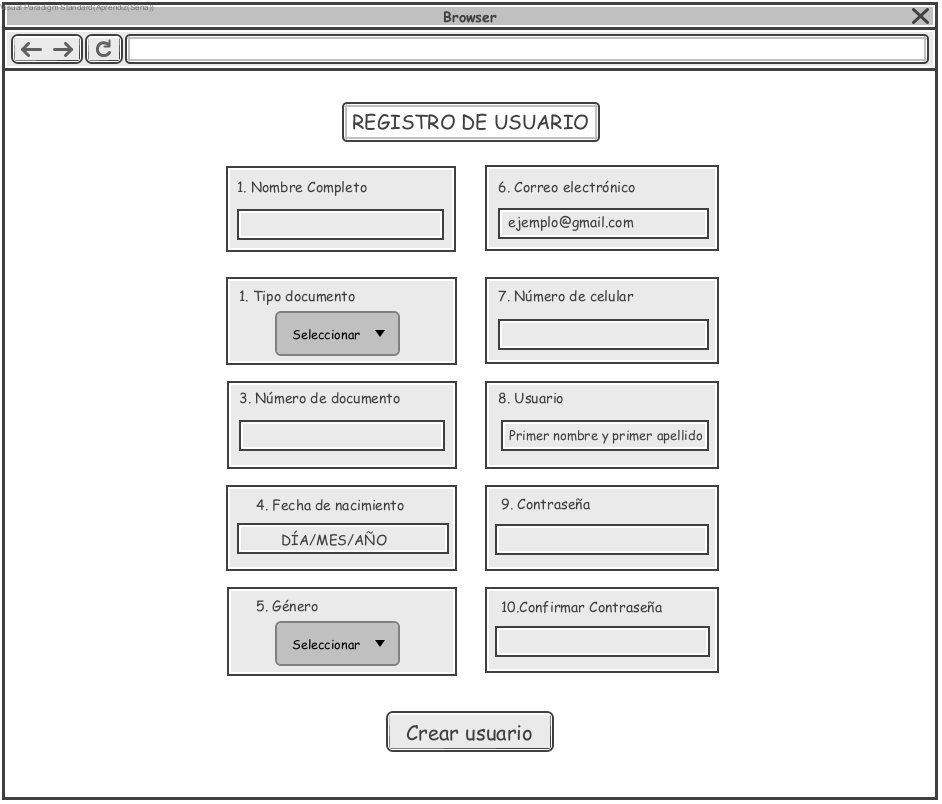 Visual Paradigm Standard(Aprendiz(Sena))
Browser
REGISTRO DE USUARIO
1. Nombre Completo
6. Correo electrónico
ejemplo@gmail.com
1. Tipo documento
Seleccionar
7. Número de celular
3. Número de documento
8. Usuario
Primer nombre y primer apellido
4. Fecha de nacimiento
DÍA/MES/AÑO
9. Contraseña
5. Género
Seleccionar
10.Confirmar Contraseña
Crear usuario